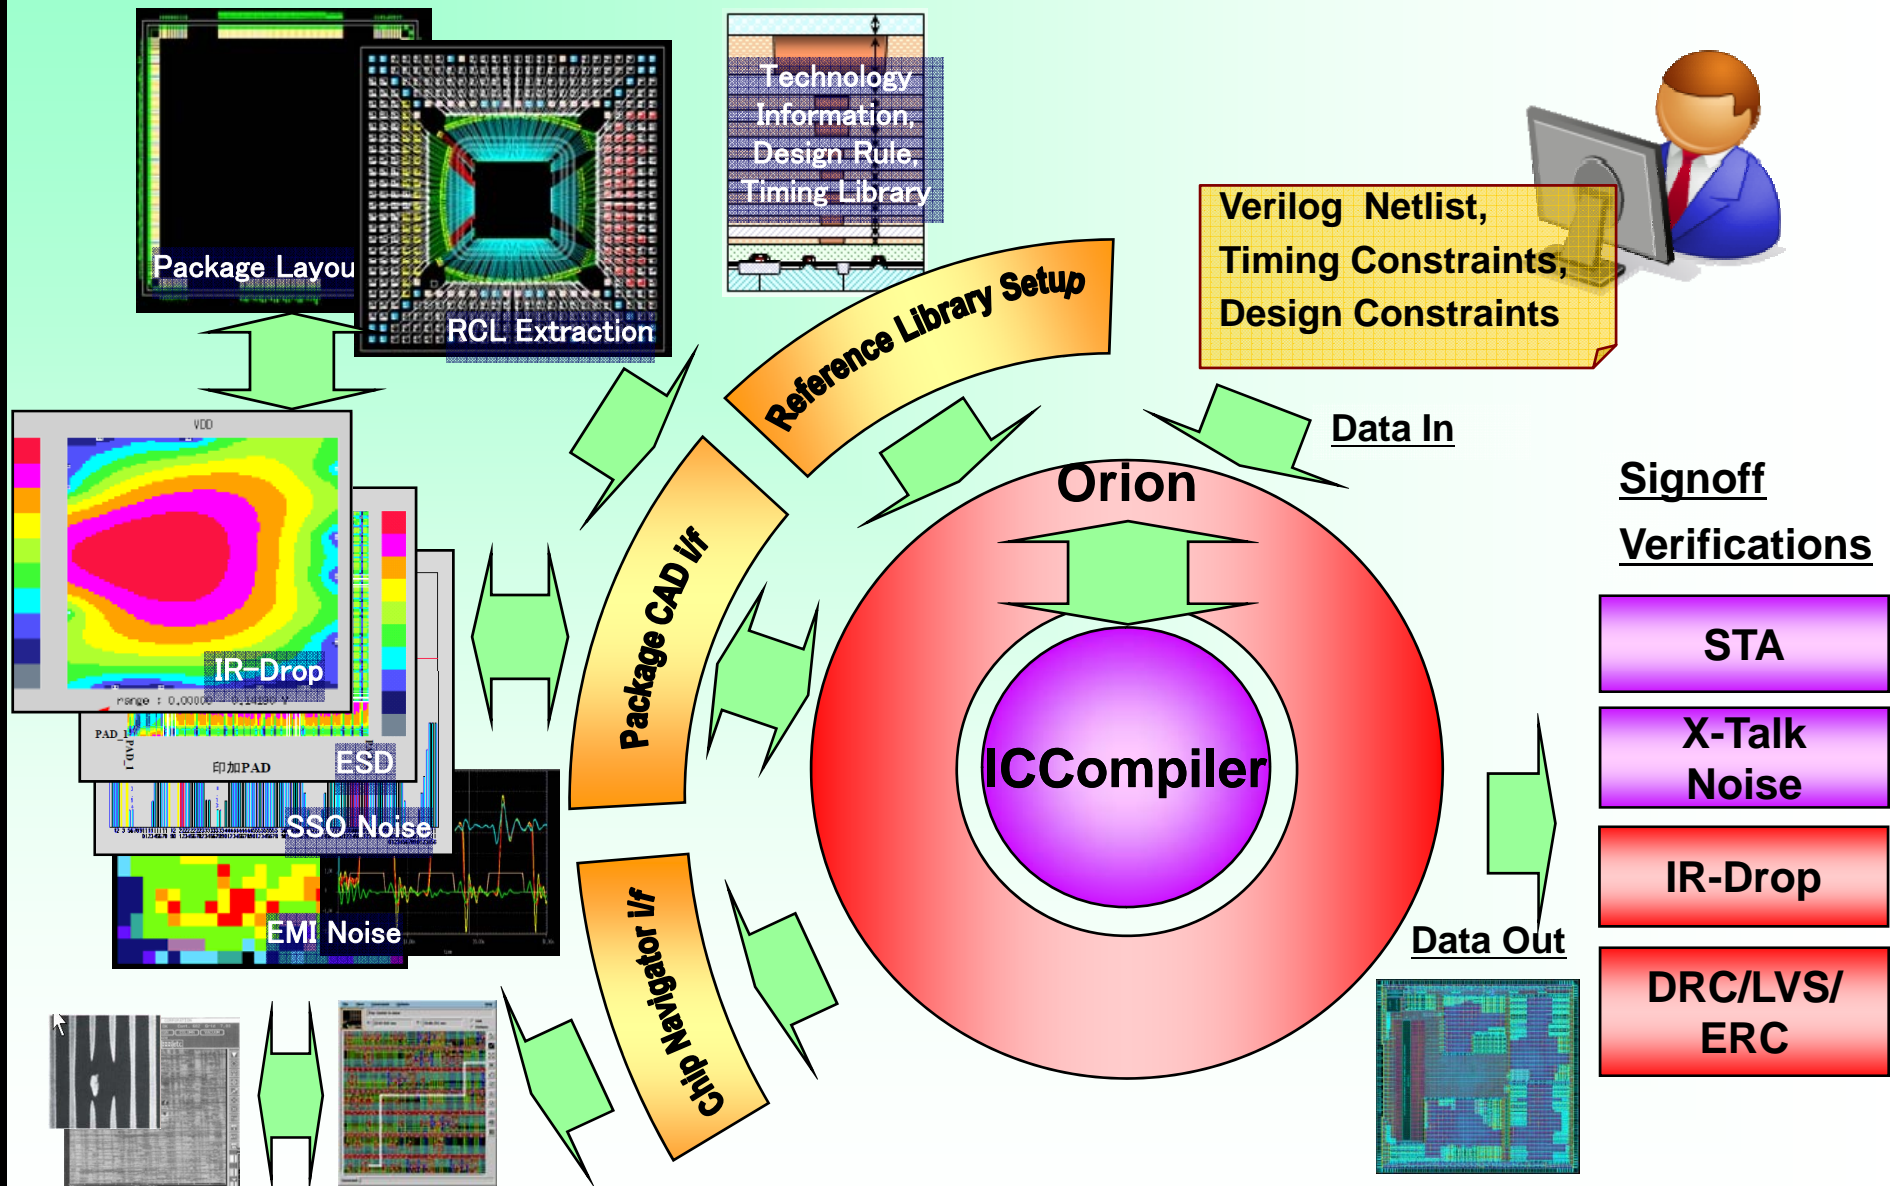 Package Layou
RCL Extraction
Technology
Information,
Design Rule,
Timing Library
Verilog Netlist,
Timing Constraints,
Design Constraints
Reference Library Setup
Data In
Package CAD i/f
Orion
ICCompiler
Signoff
Verifications
STA
X-Talk
Noise
IR-Drop
DRC/LVS/
ERC
Data Out
VDD
IR-Drop
PAD_1
PAD_1
印加PAD
ESD
SSO Noise
EMI Noise
Chip Navigator i/f